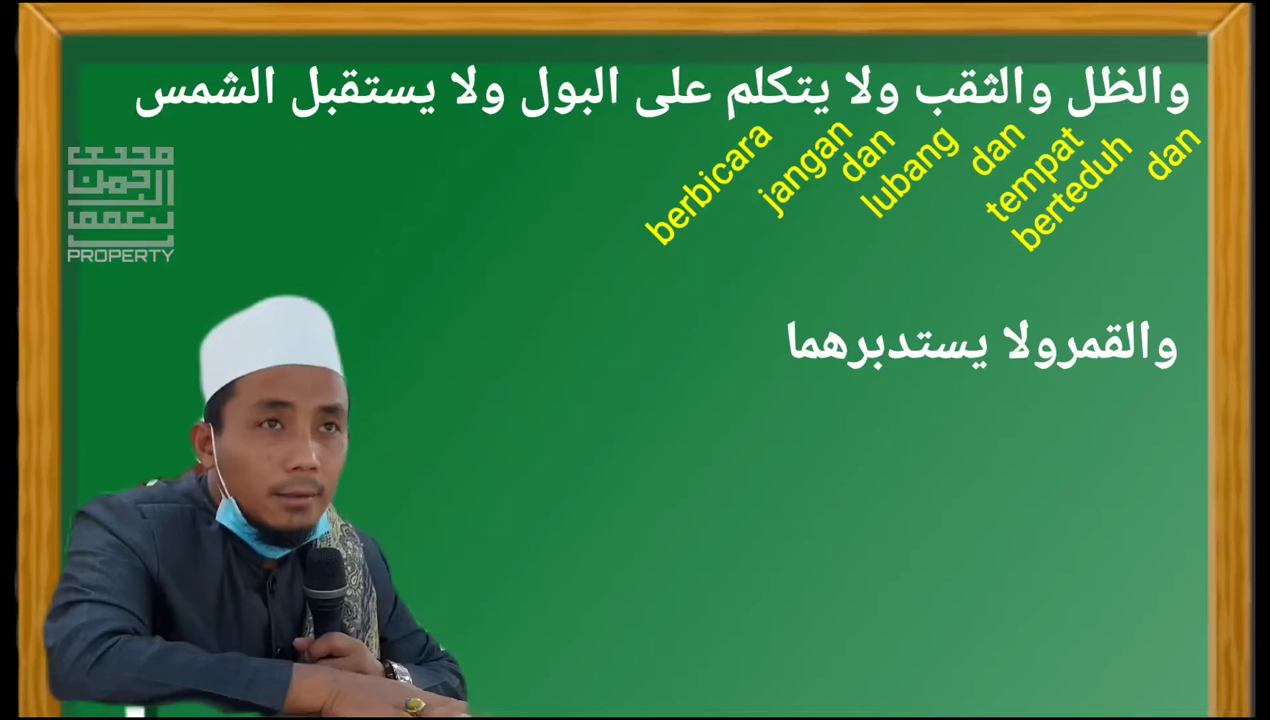 والظل والثقب ولا يتكلم على البول ولا يستقبل الشمس
dan
tempat berteduh
dan
lubang
dan
jangan
berbicara
والقمرولا يستدبرهما
PROPERTY